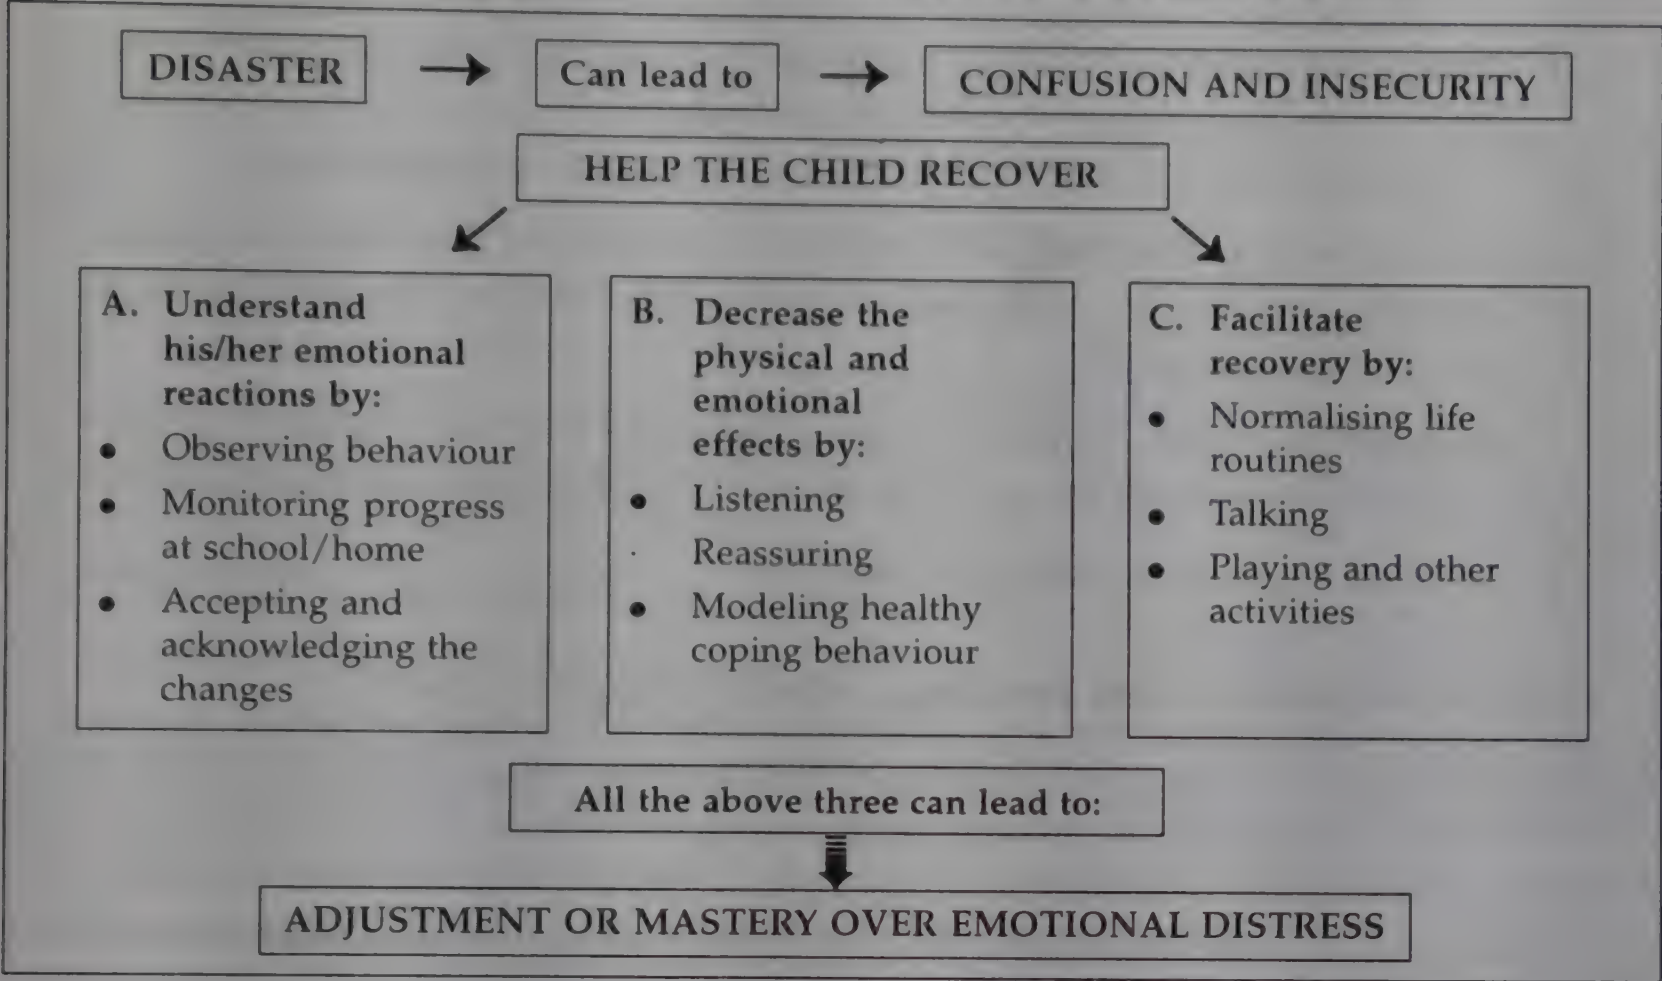 DISASTER → Can lead to → CONFUSION AND INSECURITY
HELP THE CHILD RECOVER
A. Understand
his/her emotional
reactions by:
• Observing behaviour
• Monitoring progress
at school/home
• Accepting and
acknowledging the
changes
B. Decrease the
physical and
emotional
effects by:
• Listening
· Reassuring
• Modeling healthy
coping behaviour
C. Facilitate
recovery by:
• Normalising life
routines
• Talking
• Playing and other
activities
All the above three can lead to:
ADJUSTMENT OR MASTERY OVER EMOTIONAL DISTRESS